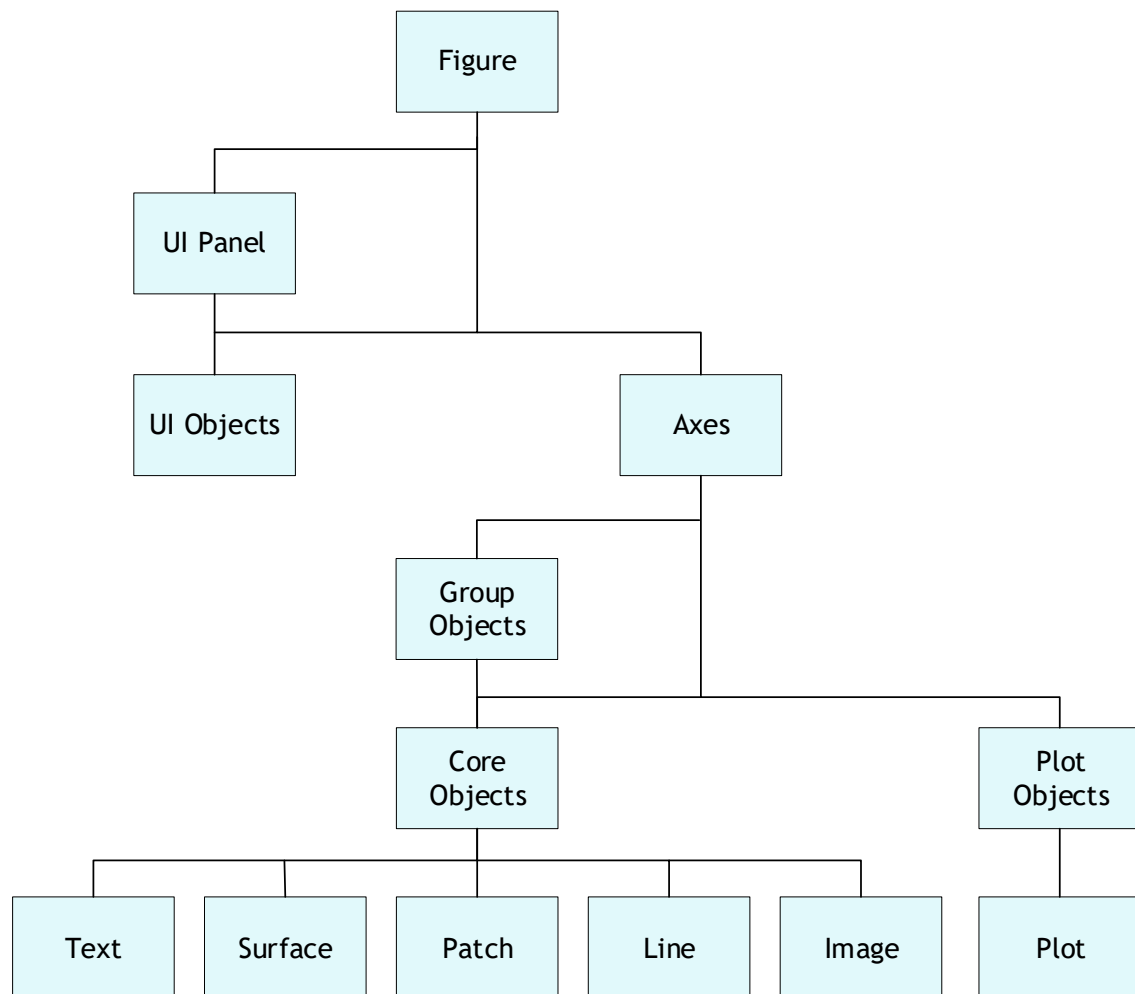 Figure
UI Panel
UI Objects
Axes
Group
Objects
Core
Objects
Plot
Objects
Text
Surface
Patch
Line
Image
Plot